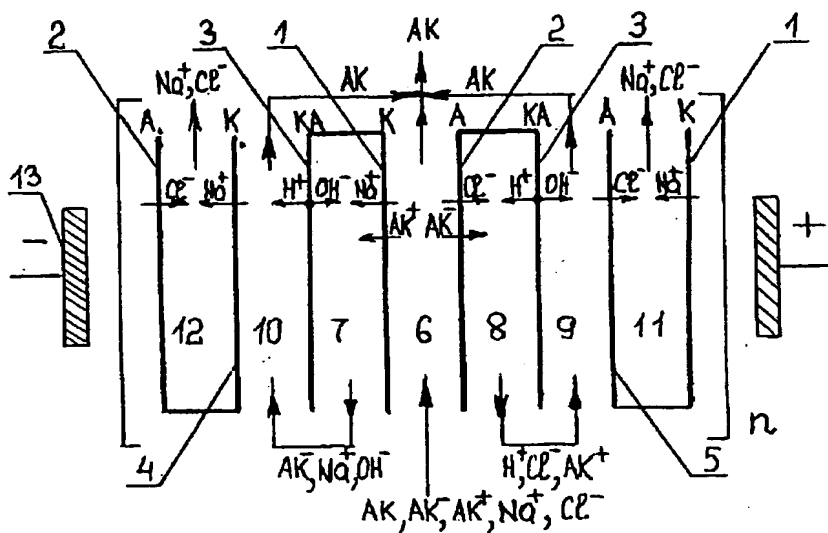 AK
2 3 1 2 3 1
Na⁺,Cl⁻ AK AK Na⁺,Cl⁻
A K KA K A KA A K
13
Cl⁻ Na⁺ H⁺ OH⁻ Na⁺ Cl⁻ H⁺ OH⁻ Cl⁻ Na⁺
− +
AK⁺ AK⁻
12 10 7 6 8 9 11
n
4 AK⁻,Na⁺,OH⁻ H⁺Cl⁻,AK⁺ 5
AK, AK⁻, AK⁺, Na⁺, Cl⁻